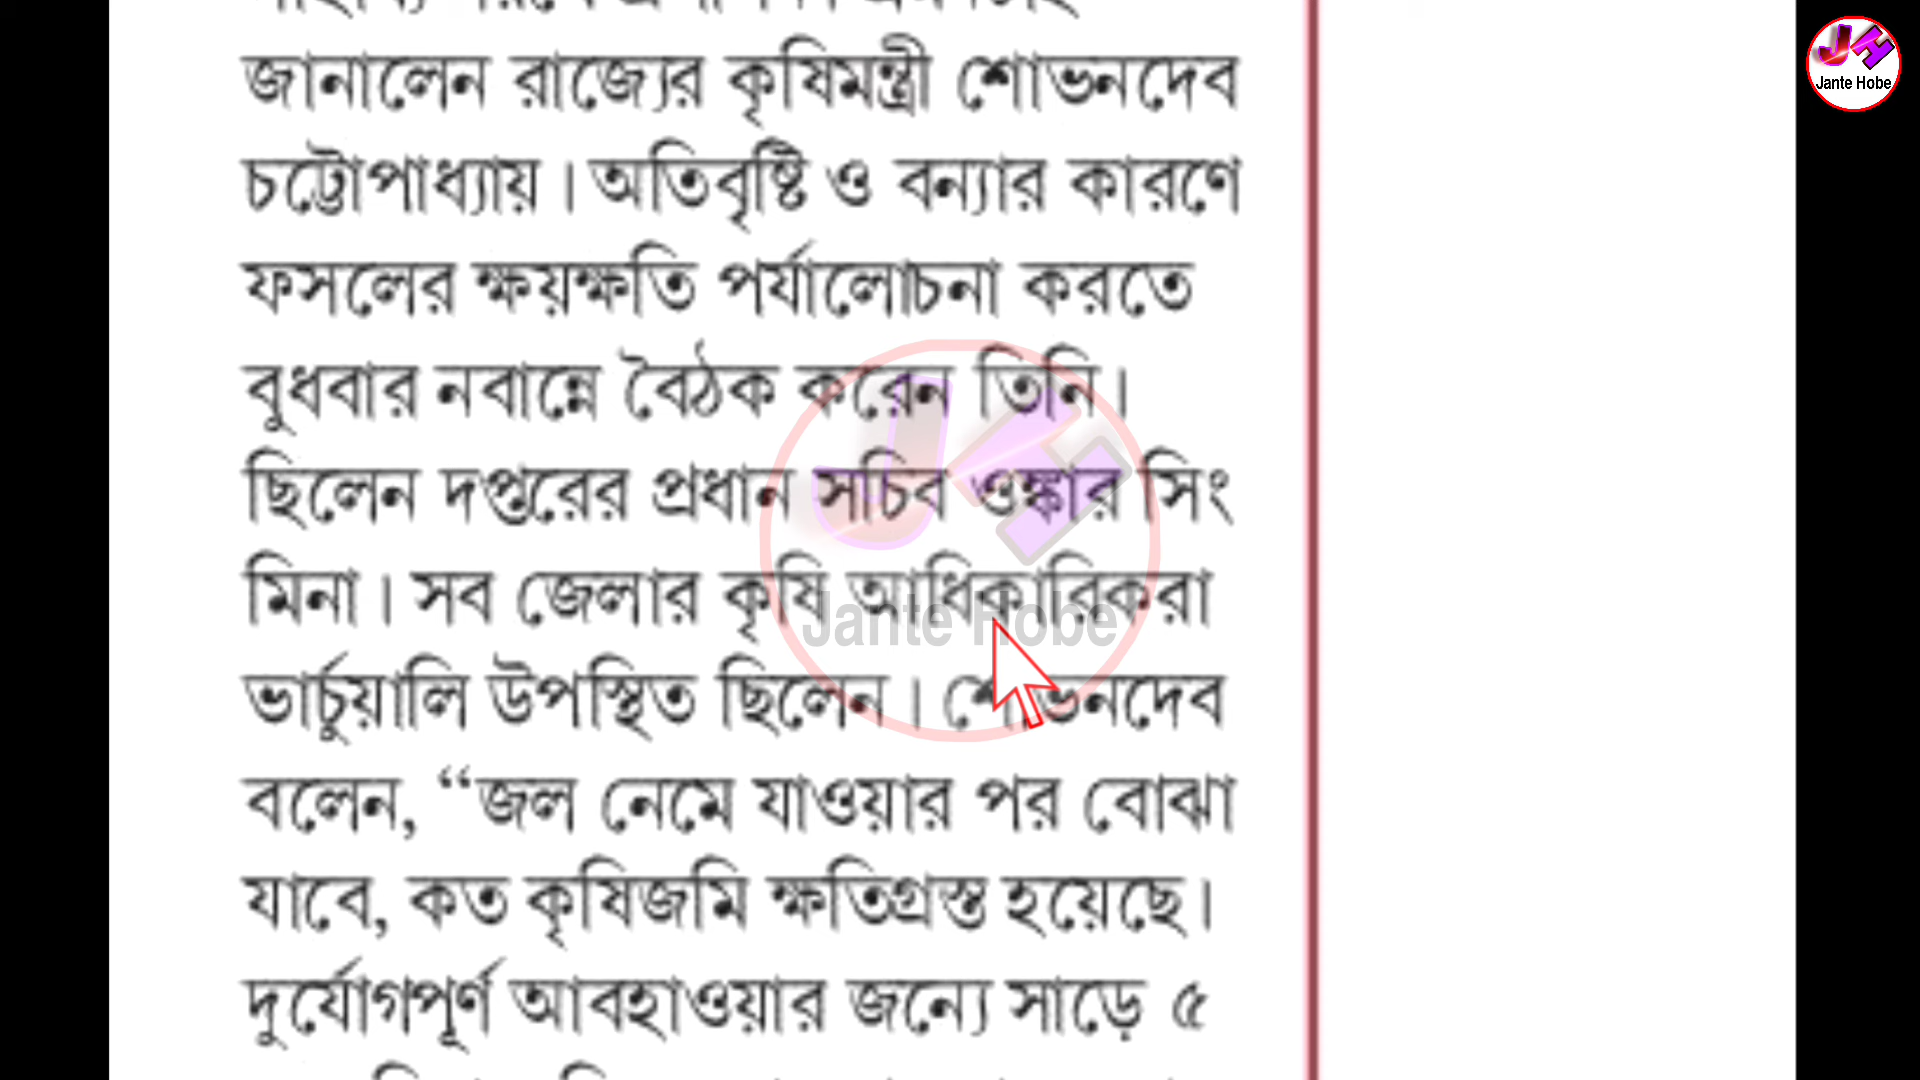 জানালেন রাজ্যের কৃষিমন্ত্রী শোভনদেব
চট্টোপাধ্যায়। অতিবৃষ্টি ও বন্যার কারণে
ফসলের ক্ষয়ক্ষতি পর্যালোচনা করতে
বুধবার নবান্নে বৈঠক করেন তিনি।
ছিলেন দপ্তরের প্রধান সচিব ওঙ্কার সিং
মিনা। সব জেলার কৃষি আধিকারিকরা
ভার্চুয়ালি উপস্থিত ছিলেন। শোভনদেব
বলেন, “জল নেমে যাওয়ার পর বোঝা
যাবে, কত কৃষিজমি ক্ষতিগ্রস্ত হয়েছে।
দুর্যোগপূর্ণ আবহাওয়ার জন্যে সাড়ে ৫
JH
Jante Hobe
JH
Jante Hobe